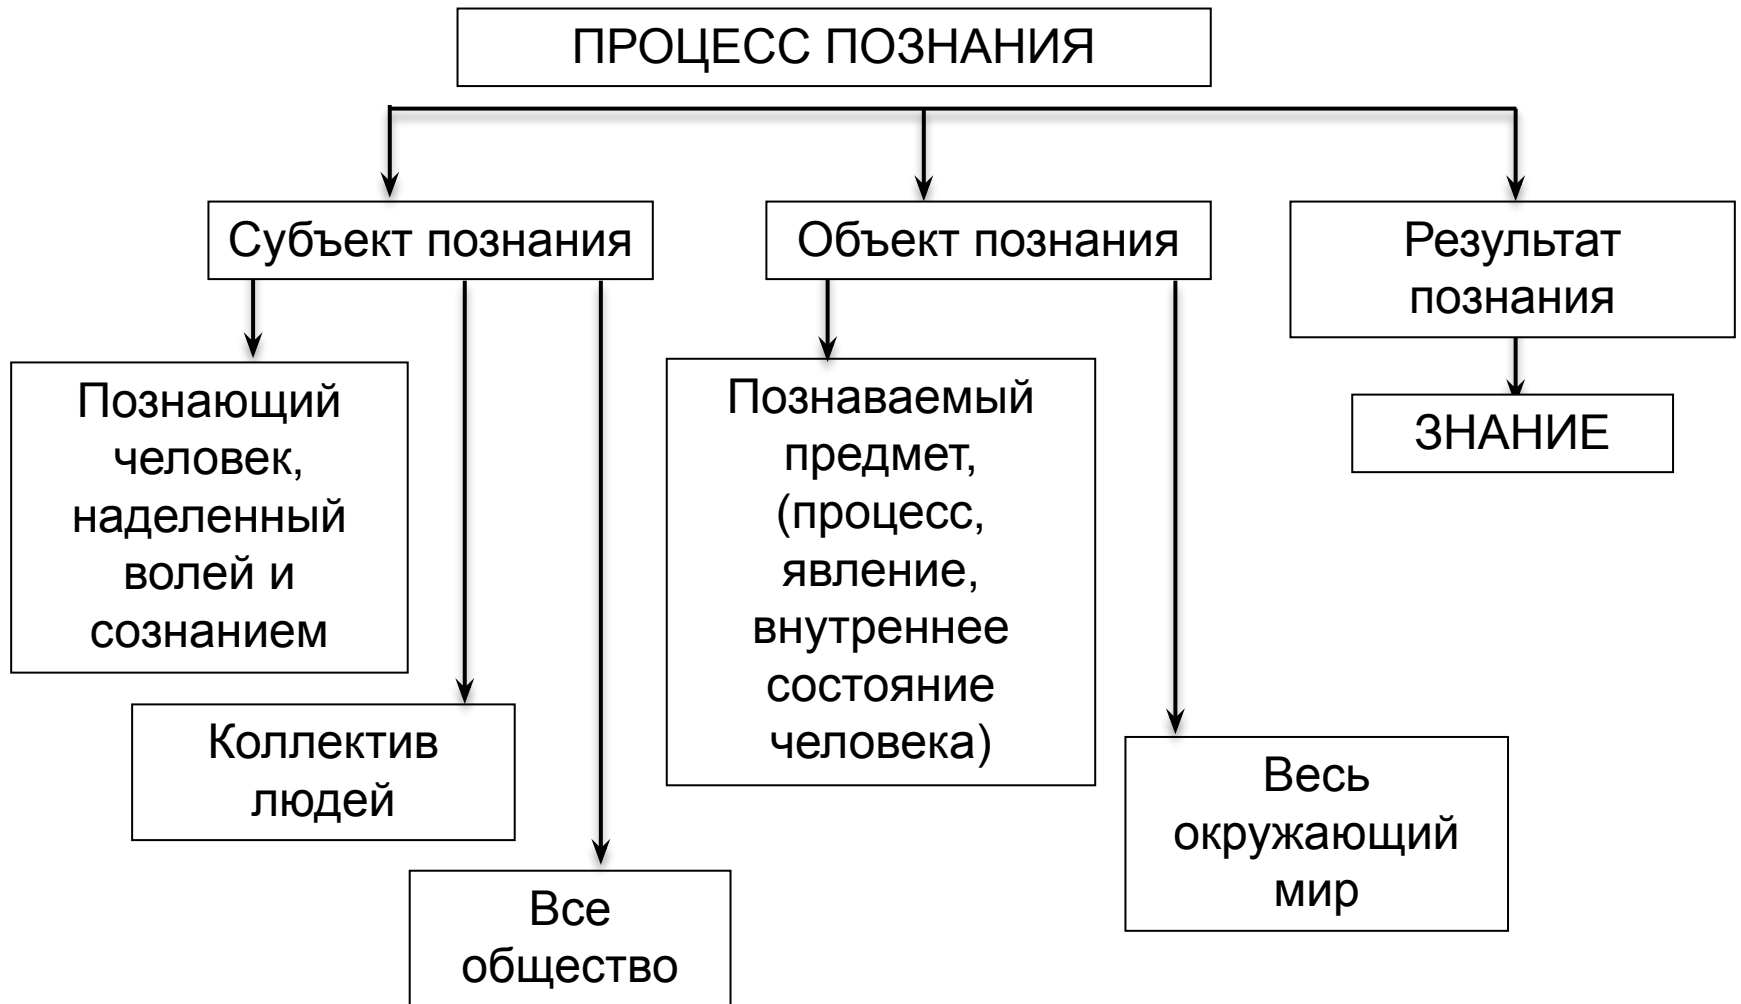 ПРОЦЕСС ПОЗНАНИЯ
Субъект познания
Объект познания
Результат
познания
Познающий
человек,
наделенный
волей и
сознанием
Познаваемый
предмет,
(процесс,
явление,
внутреннее
состояние
человека)
ЗНАНИЕ
Коллектив
людей
Весь
окружающий
мир
Все
общество